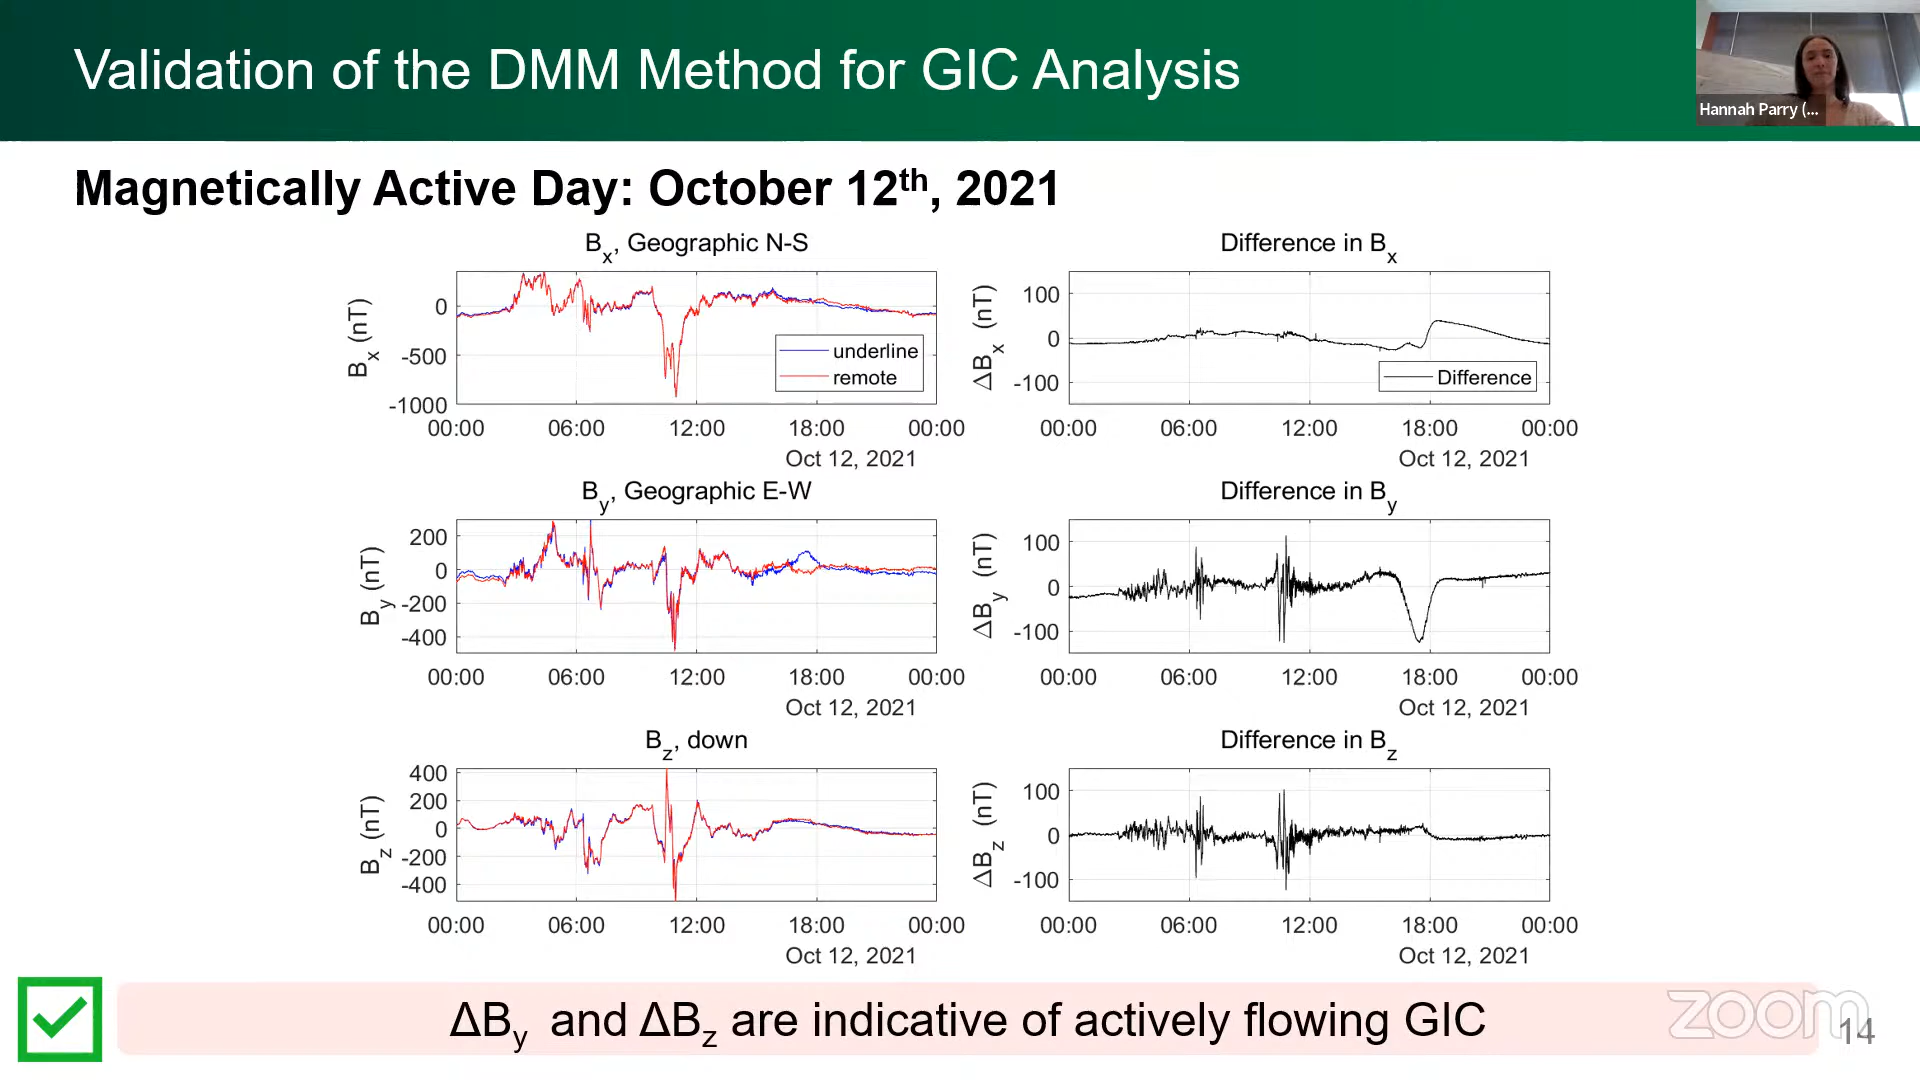 Validation of the DMM Method for GIC Analysis
Hannah Parry (...
Magnetically Active Day: October 12th, 2021
Bx, Geographic N-S
Bx (nT)
0
-500
-1000
underline
remote
00:00 06:00 12:00 18:00 00:00
Oct 12, 2021
Difference in Bx
ΔBx (nT)
100
0
-100
Difference
00:00 06:00 12:00 18:00 00:00
Oct 12, 2021
By, Geographic E-W
By (nT)
200
0
-200
-400
00:00 06:00 12:00 18:00 00:00
Oct 12, 2021
Difference in By
ΔBy (nT)
100
0
-100
00:00 06:00 12:00 18:00 00:00
Oct 12, 2021
Bz, down
Bz (nT)
400
200
0
-200
-400
00:00 06:00 12:00 18:00 00:00
Oct 12, 2021
Difference in Bz
ΔBz (nT)
100
0
-100
00:00 06:00 12:00 18:00 00:00
Oct 12, 2021
ΔBy and ΔBz are indicative of actively flowing GIC
zoom
14